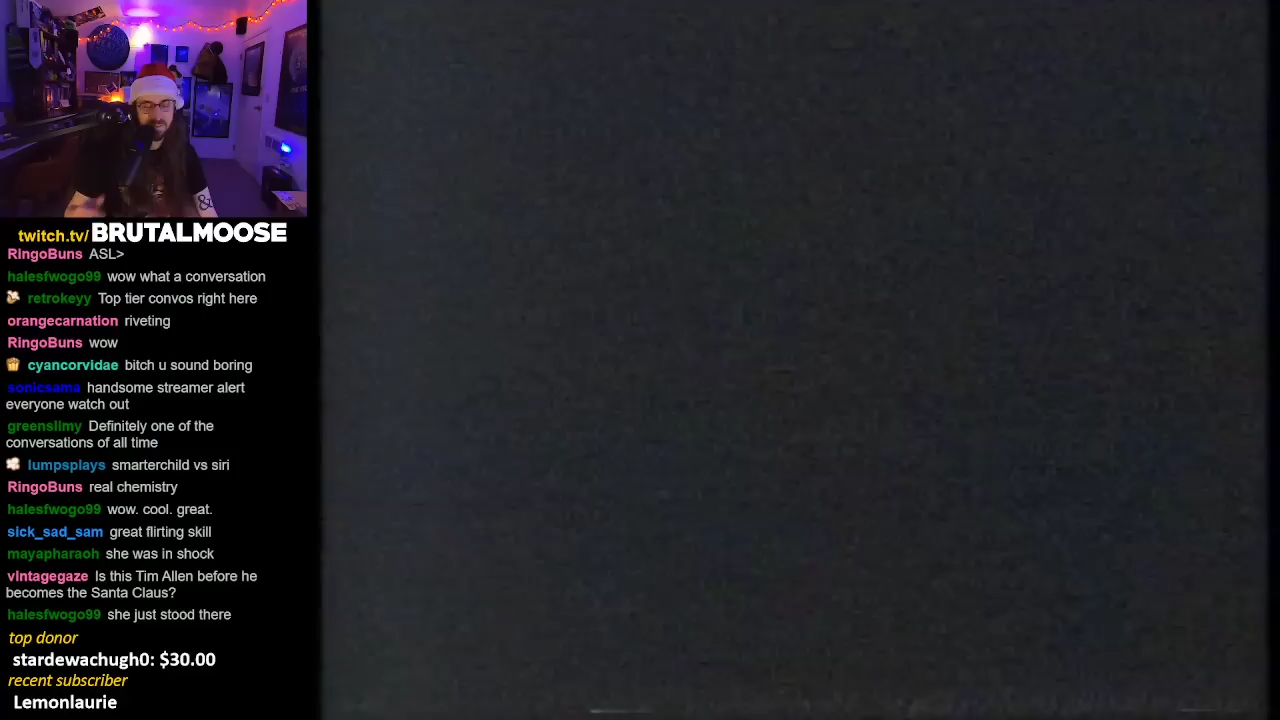 twitch.tv/BRUTALMOOSE
RingoBuns ASL>
halesfwogo99 wow what a conversation
retrokeyy Top tier convos right here
orangecarnation riveting
RingoBuns wow
cyancorvidae bitch u sound boring
sonicsama handsome streamer alert
everyone watch out
greenslimy Definitely one of the
conversations of all time
lumpsplays smarterchild vs siri
RingoBuns real chemistry
halesfwogo99 wow. cool. great.
sick_sad_sam great flirting skill
mayapharaoh she was in shock
vintagegaze Is this Tim Allen before he
becomes the Santa Claus?
halesfwogo99 she just stood there
top donor
stardewachugh0: $30.00
recent subscriber
Lemonlaurie